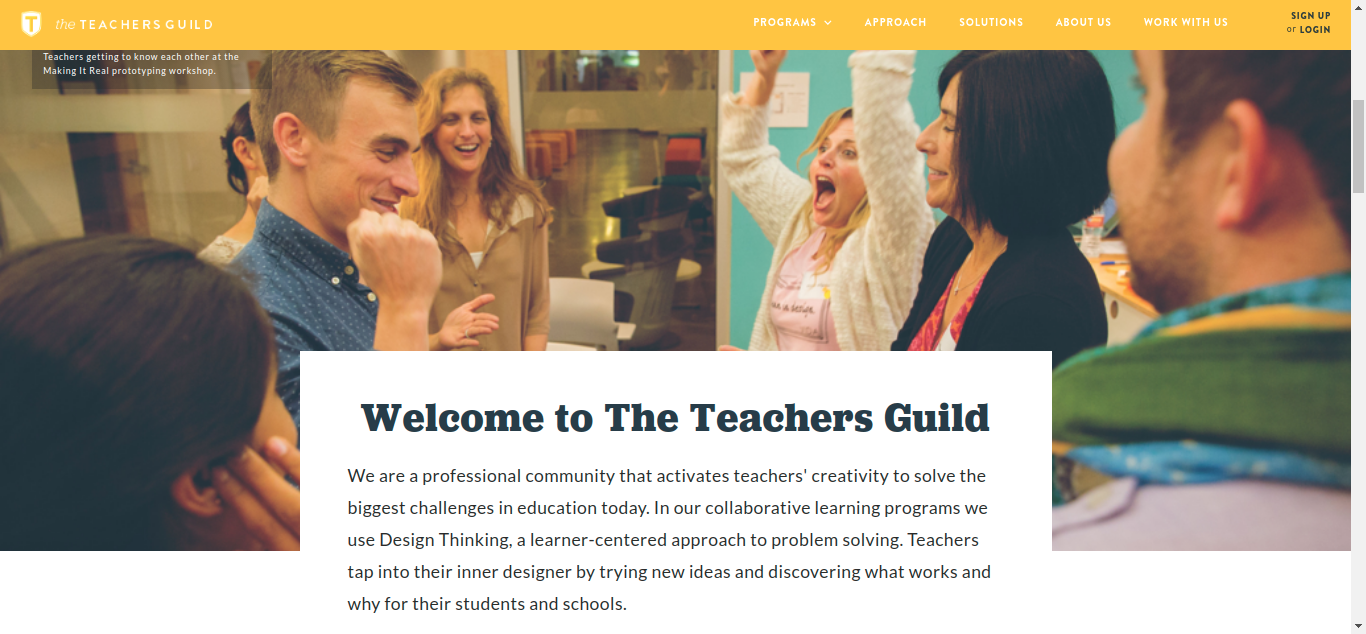 the TEACHERS GUILD
PROGRAMS APPROACH SOLUTIONS ABOUT US WORK WITH US
SIGN UP
or LOGIN
Teachers getting to know each other at the
Making It Real prototyping workshop.
Welcome to The Teachers Guild
We are a professional community that activates teachers' creativity to solve the
biggest challenges in education today. In our collaborative learning programs we
use Design Thinking, a learner-centered approach to problem solving. Teachers
tap into their inner designer by trying new ideas and discovering what works and
why for their students and schools.